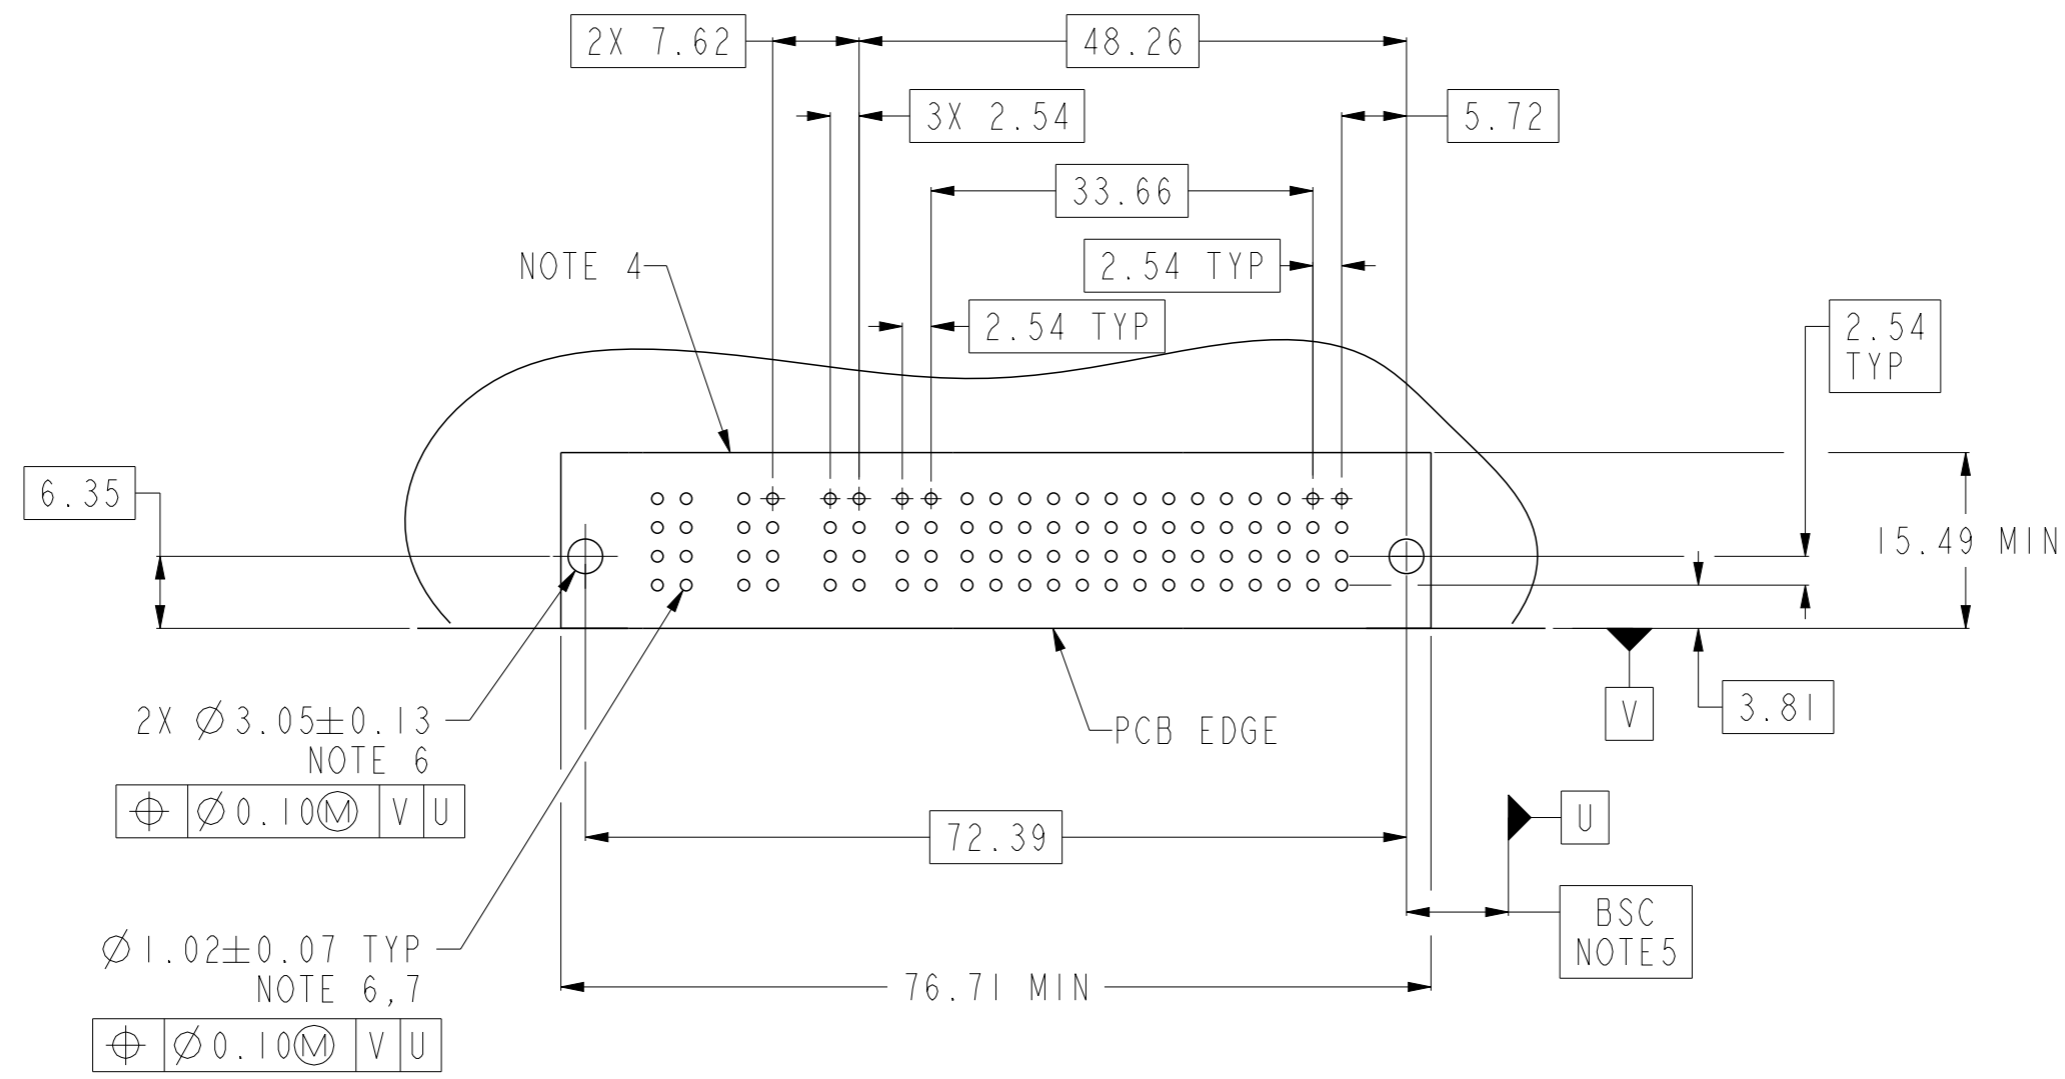 2X 7.62
48.26
3X 2.54
5.72
33.66
NOTE 4
2.54 TYP
2.54 TYP
2.54
TYP
6.35
15.49 MIN
2X ∅3.05±0.13
NOTE 6
⌖ ∅0.10Ⓜ V U
PCB EDGE
V
3.81
72.39
U
BSC
NOTE5
∅1.02±0.07 TYP
NOTE 6,7
⌖ ∅0.10Ⓜ V U
76.71 MIN